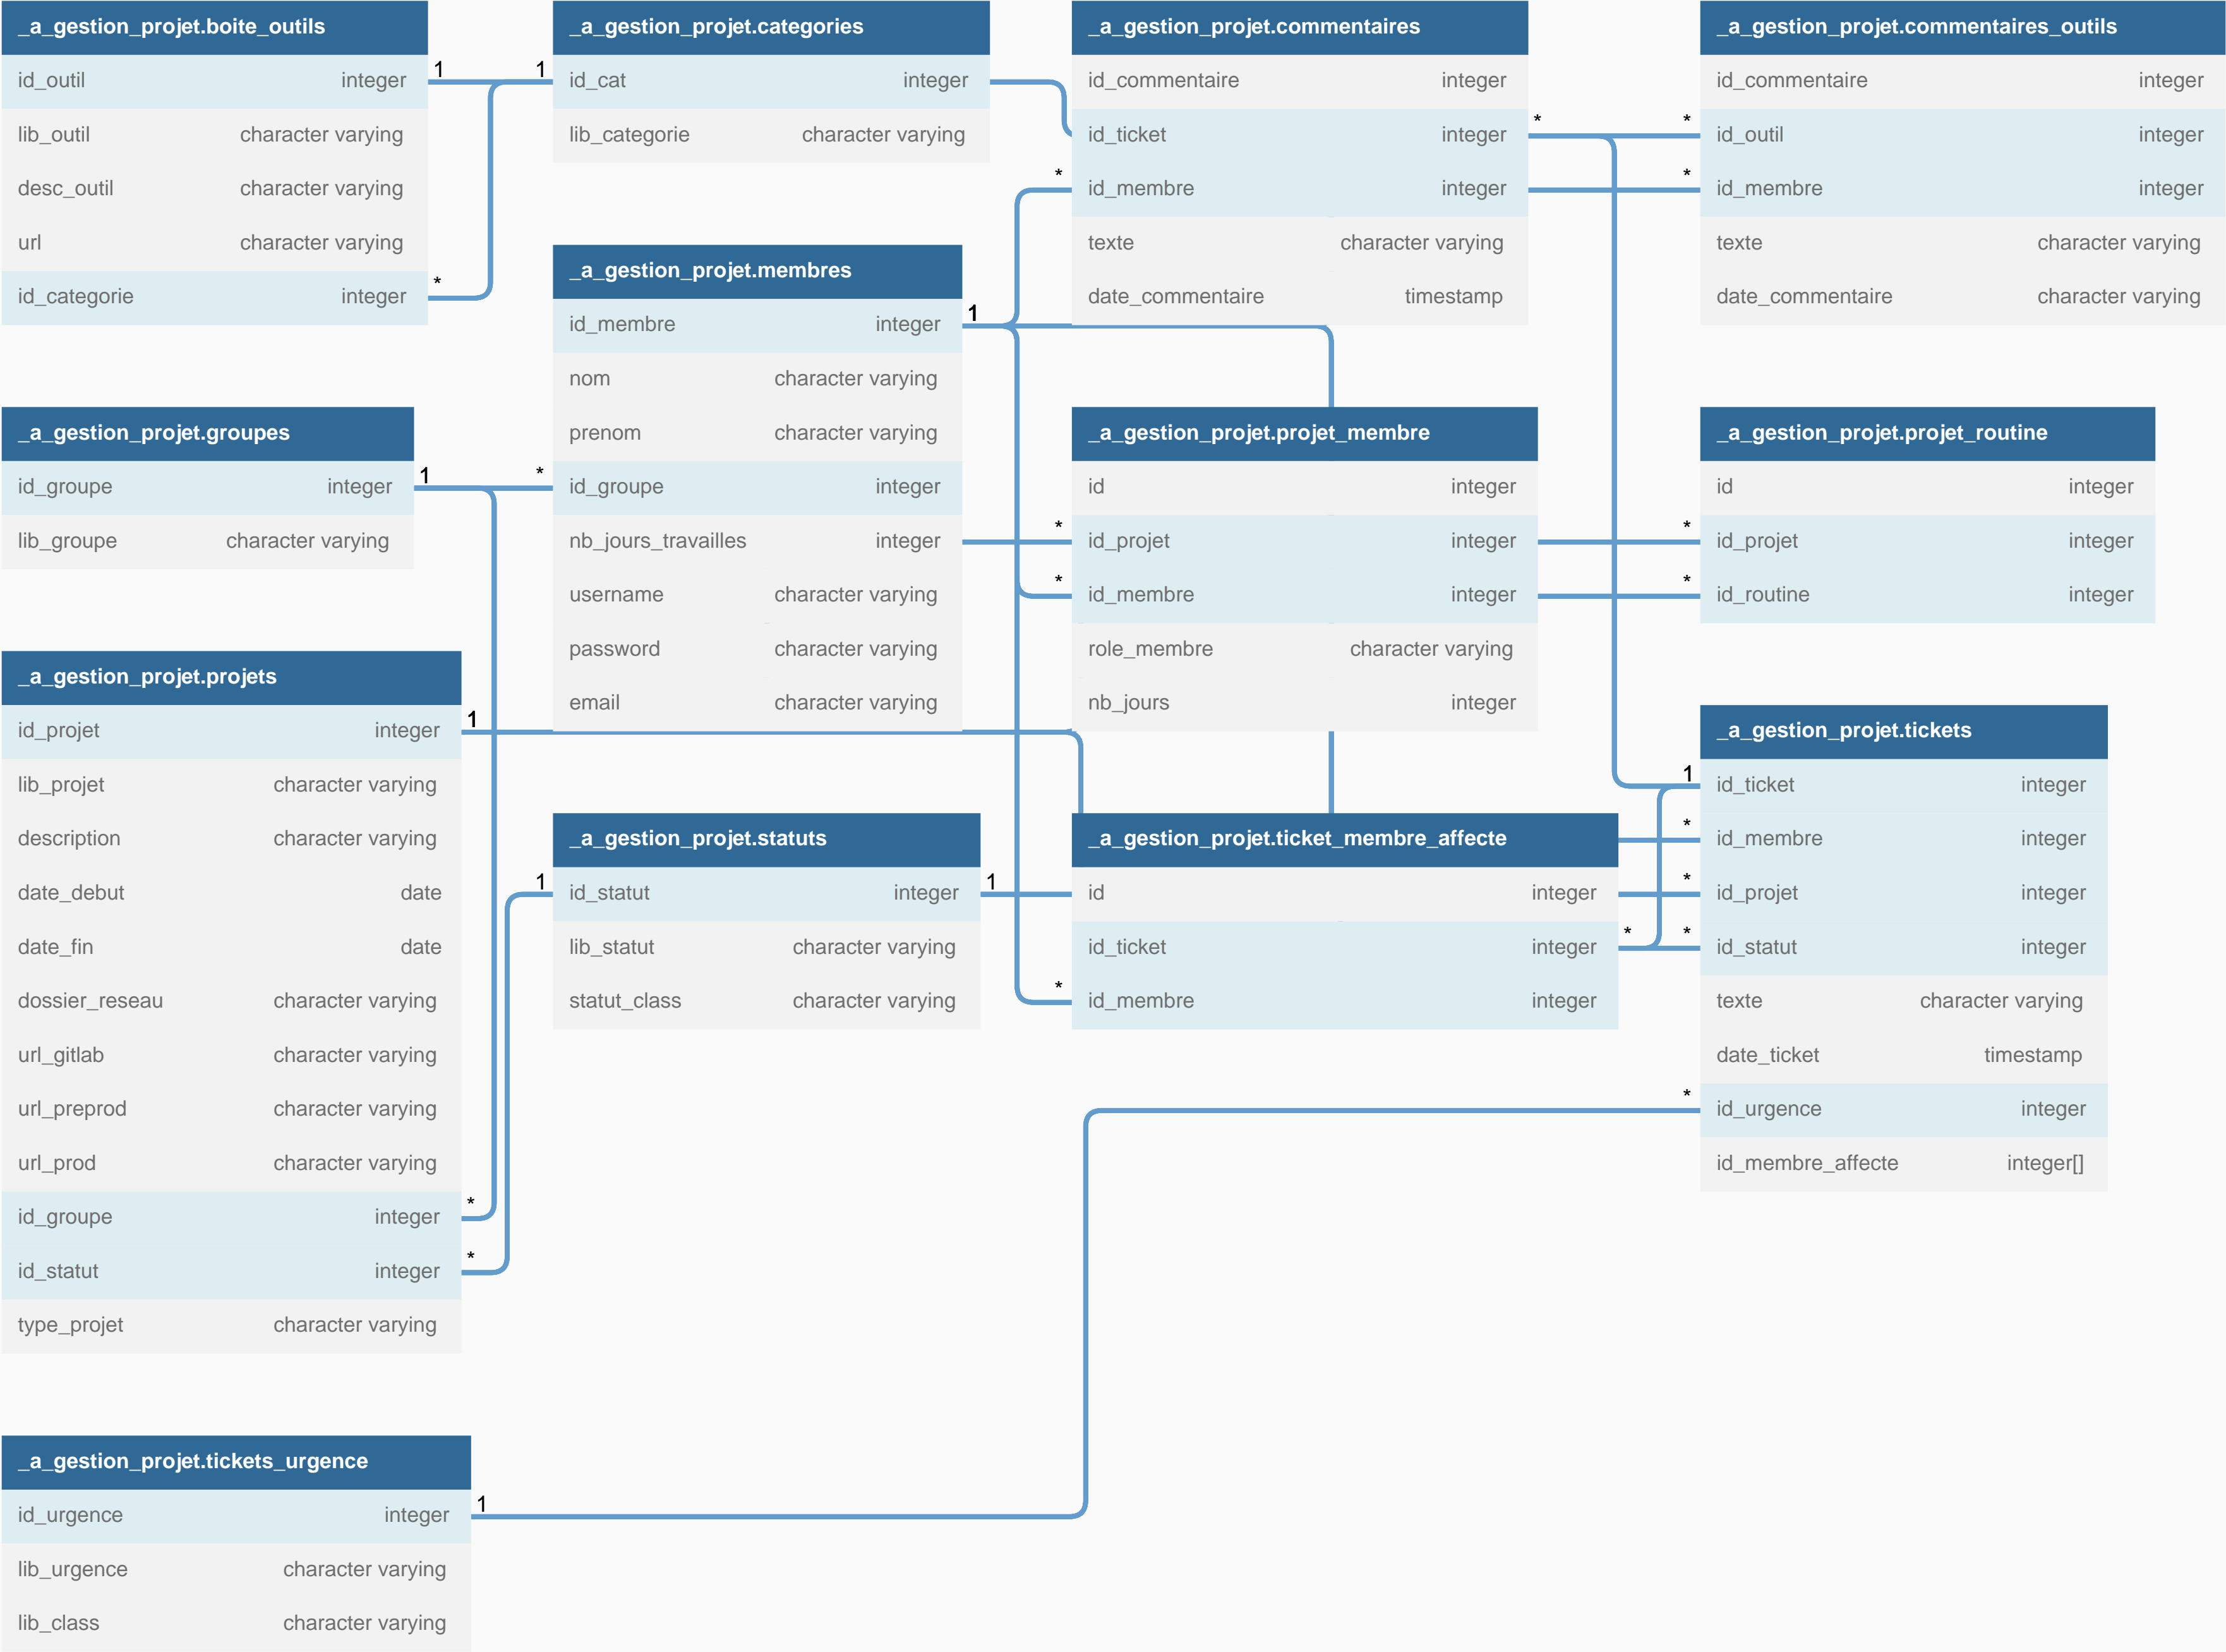 _a_gestion_projet.boite_outils
id_outil integer 1
lib_outil character varying
desc_outil character varying
url character varying
id_categorie integer *
_a_gestion_projet.categories
1 id_cat integer
lib_categorie character varying
_a_gestion_projet.commentaires
id_commentaire integer
id_ticket integer *
* id_membre integer
texte character varying
date_commentaire timestamp
_a_gestion_projet.commentaires_outils
id_commentaire integer
* id_outil integer
* id_membre integer
texte character varying
date_commentaire character varying
_a_gestion_projet.membres
id_membre integer 1
nom character varying
prenom character varying
* id_groupe integer
nb_jours_travailles integer
username character varying
password character varying
email character varying
_a_gestion_projet.groupes
id_groupe integer 1
lib_groupe character varying
_a_gestion_projet.projet_membre
id integer
* id_projet integer
* id_membre integer
role_membre character varying
nb_jours integer
_a_gestion_projet.projet_routine
id integer
* id_projet integer
* id_routine integer
_a_gestion_projet.projets
id_projet integer 1
lib_projet character varying
description character varying
date_debut date
date_fin date
dossier_reseau character varying
url_gitlab character varying
url_preprod character varying
url_prod character varying
id_groupe integer *
id_statut integer *
type_projet character varying
_a_gestion_projet.statuts
1 id_statut integer 1
lib_statut character varying
statut_class character varying
_a_gestion_projet.ticket_membre_affecte
id integer
id_ticket integer *
* id_membre integer
_a_gestion_projet.tickets
1 id_ticket integer
* id_membre integer
* id_projet integer
* id_statut integer
texte character varying
date_ticket timestamp
* id_urgence integer
id_membre_affecte integer[]
_a_gestion_projet.tickets_urgence
id_urgence integer 1
lib_urgence character varying
lib_class character varying